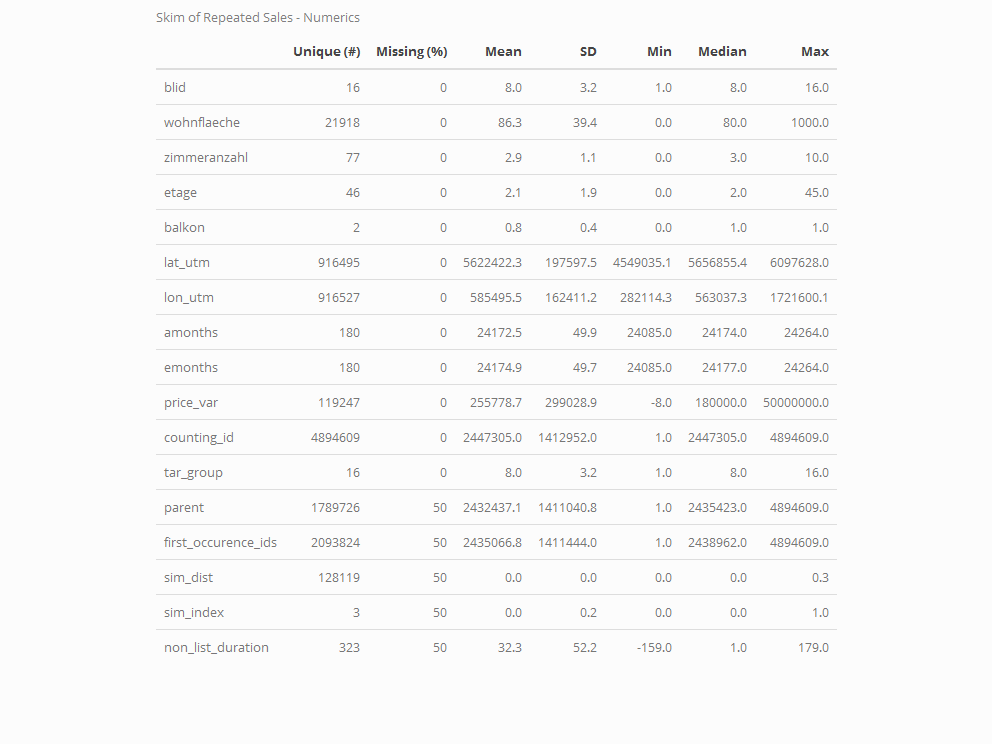 Skim of Repeated Sales - Numerics
Unique (#) Missing (%) Mean SD Min Median Max
blid 16 0 8.0 3.2 1.0 8.0 16.0
wohnflaeche 21918 0 86.3 39.4 0.0 80.0 1000.0
zimmeranzahl 77 0 2.9 1.1 0.0 3.0 10.0
etage 46 0 2.1 1.9 0.0 2.0 45.0
balkon 2 0 0.8 0.4 0.0 1.0 1.0
lat_utm 916495 0 5622422.3 197597.5 4549035.1 5656855.4 6097628.0
lon_utm 916527 0 585495.5 162411.2 282114.3 563037.3 1721600.1
amonths 180 0 24172.5 49.9 24085.0 24174.0 24264.0
emonths 180 0 24174.9 49.7 24085.0 24177.0 24264.0
price_var 119247 0 255778.7 299028.9 -8.0 180000.0 50000000.0
counting_id 4894609 0 2447305.0 1412952.0 1.0 2447305.0 4894609.0
tar_group 16 0 8.0 3.2 1.0 8.0 16.0
parent 1789726 50 2432437.1 1411040.8 1.0 2435423.0 4894609.0
first_occurence_ids 2093824 50 2435066.8 1411444.0 1.0 2438962.0 4894609.0
sim_dist 128119 50 0.0 0.0 0.0 0.0 0.3
sim_index 3 50 0.0 0.2 0.0 0.0 1.0
non_list_duration 323 50 32.3 52.2 -159.0 1.0 179.0